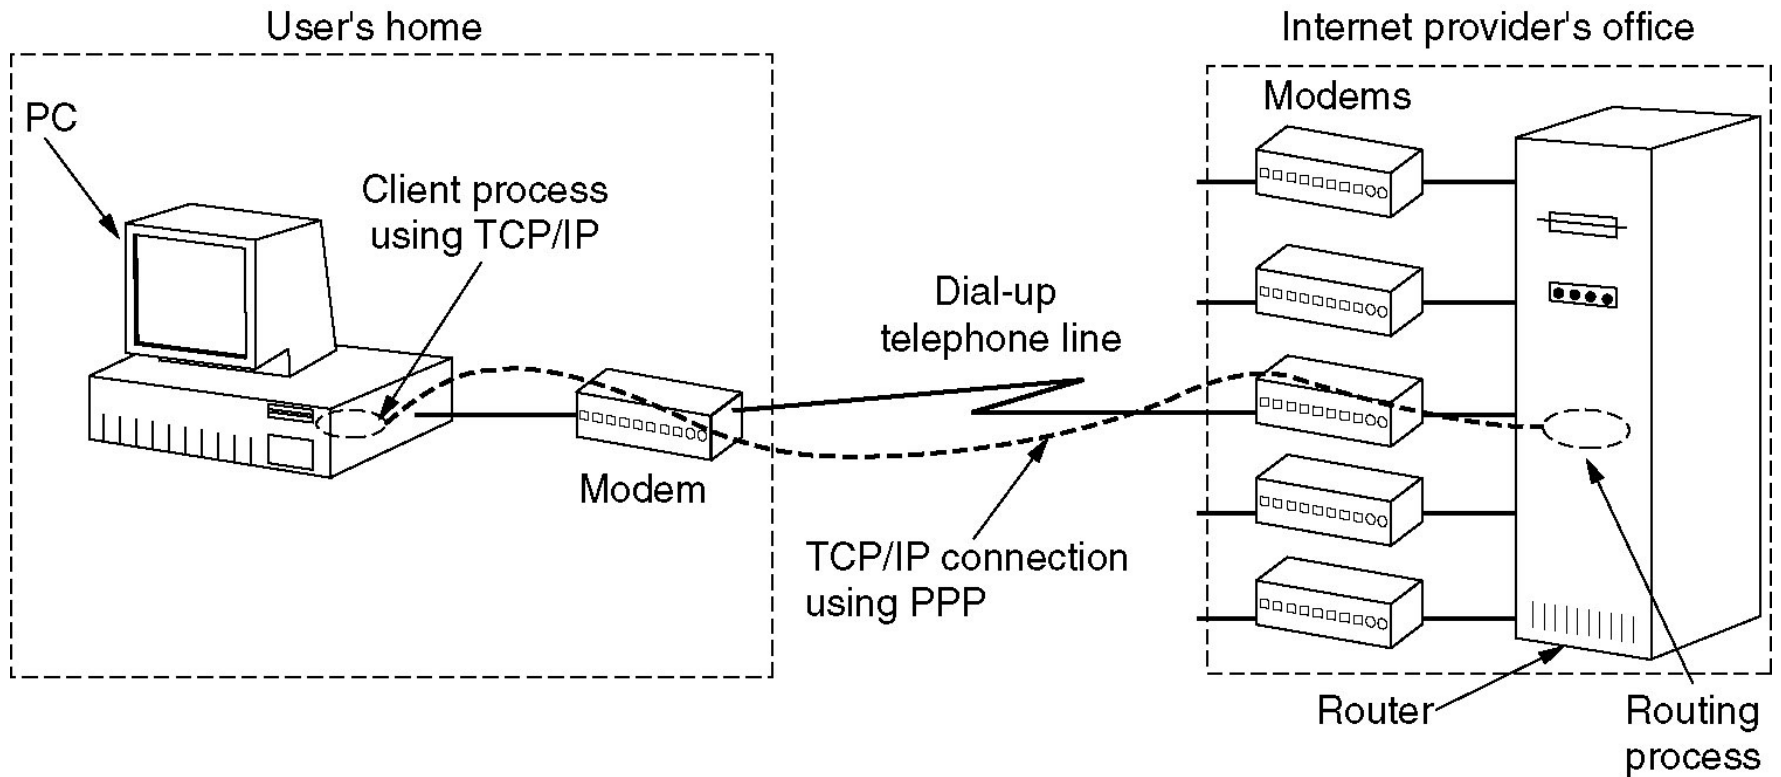 User's home
Internet provider's office
PC
Client process
using TCP/IP
Modem
Dial-up
telephone line
TCP/IP connection
using PPP
Modems
Router
Routing
process